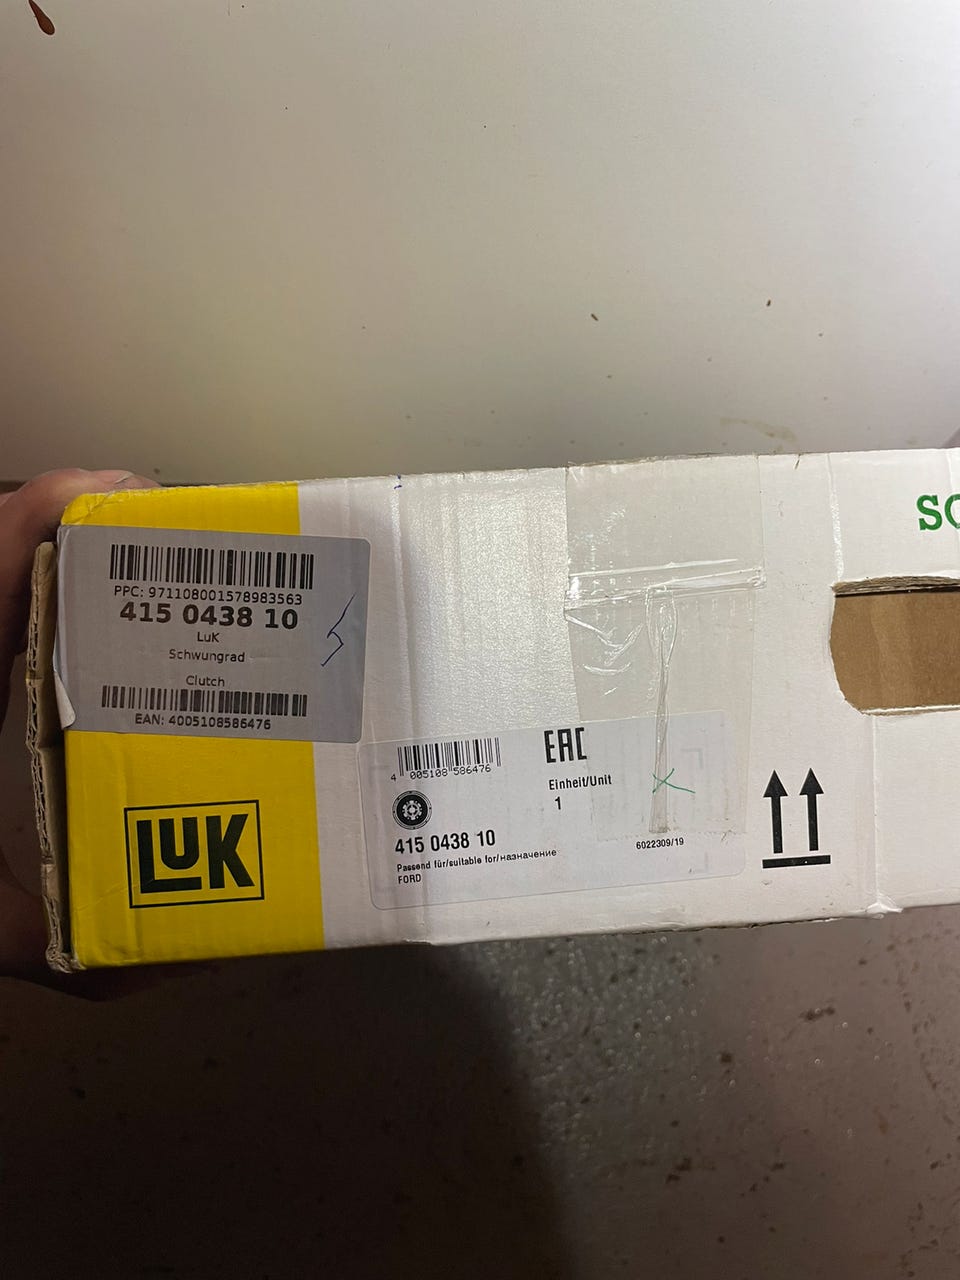 PPC: 971108001578983563
415 0438 10
LuK
Schwungrad
Clutch
EAN: 4005108586476
LUK
4 005108 586476
EAC
Einheit/Unit
1
415 0438 10
Passend für/suitable for/назначение
FORD
6022309/19
SC